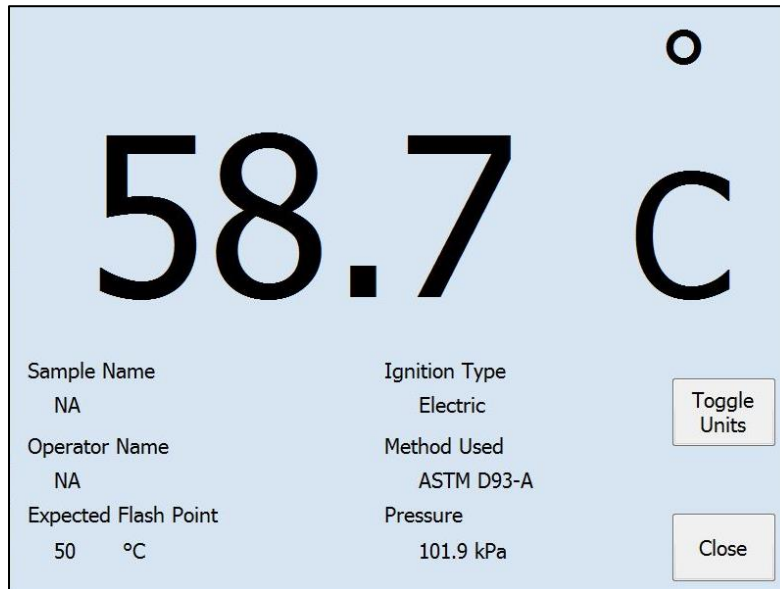 58.7 °C
Sample Name
NA
Operator Name
NA
Expected Flash Point
50 °C
Ignition Type
Electric
Method Used
ASTM D93-A
Pressure
101.9 kPa
Toggle
Units
Close